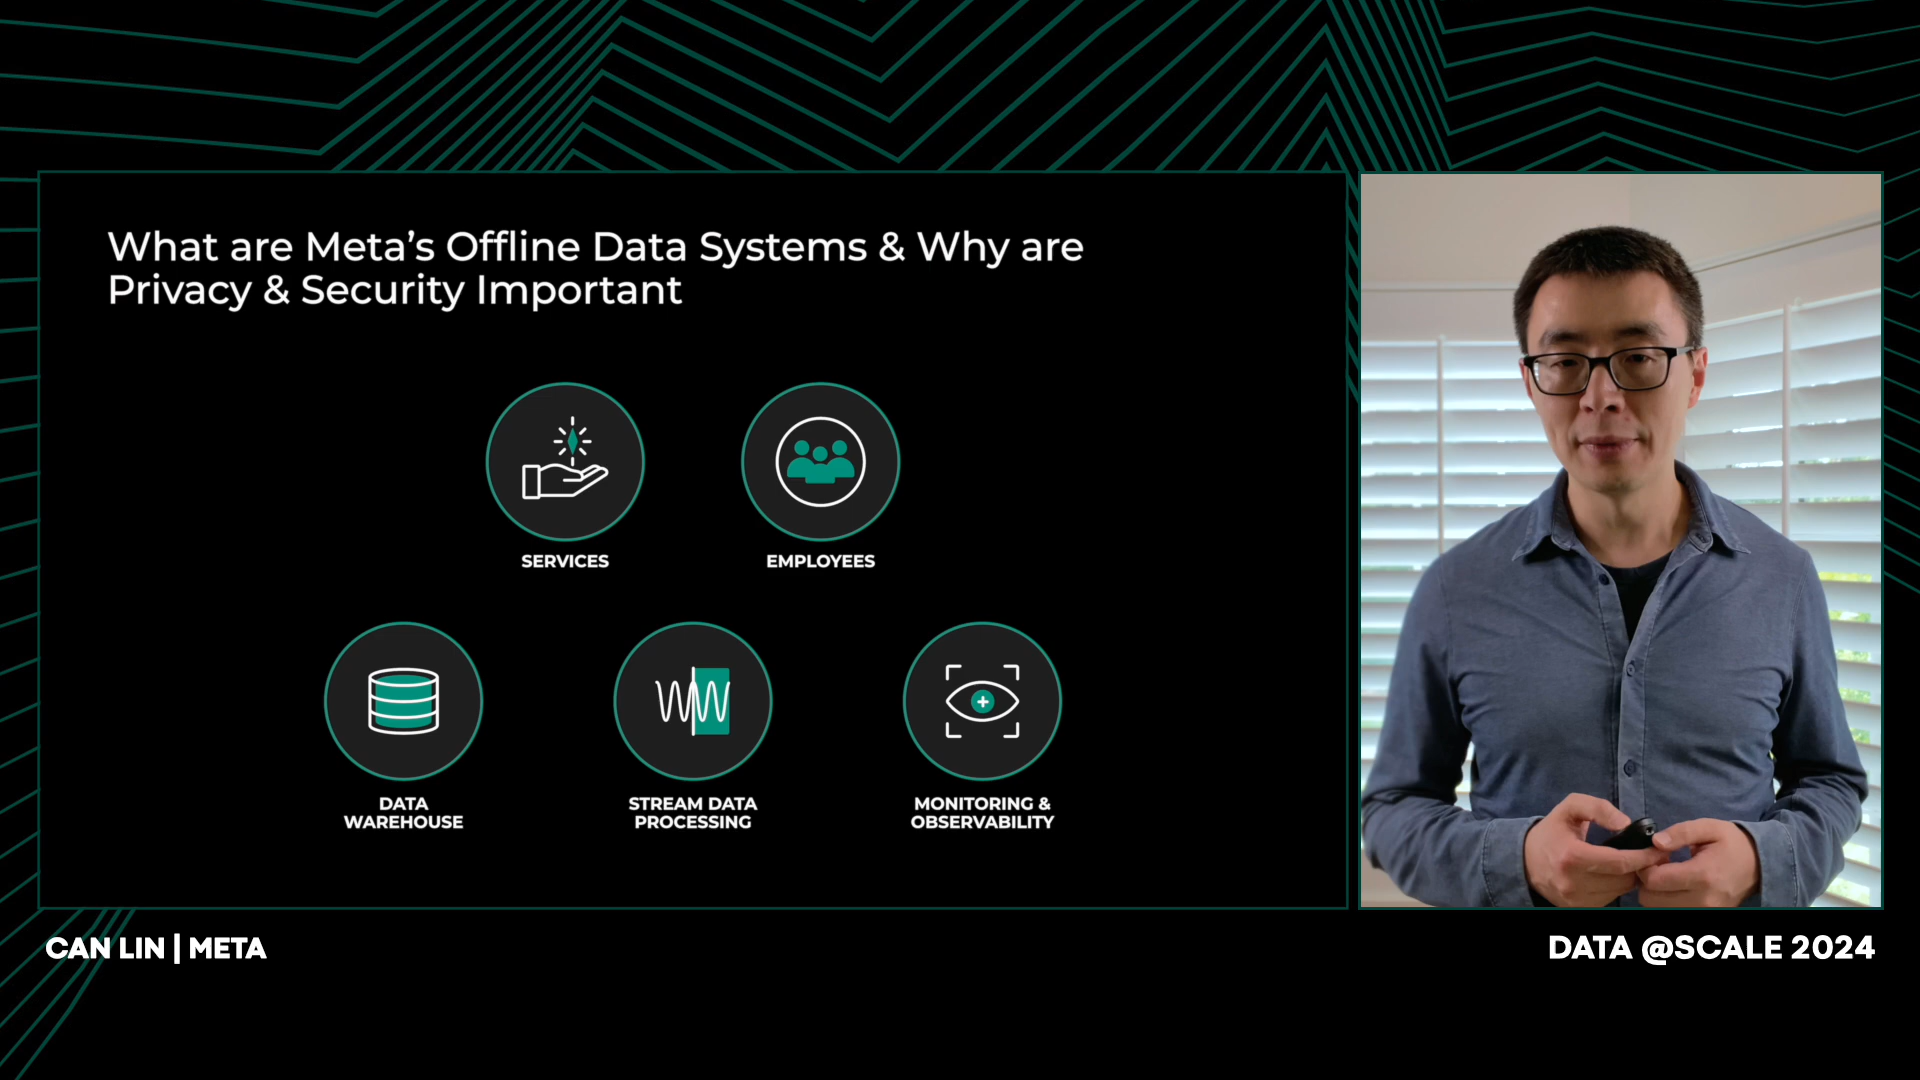 What are Meta's Offline Data Systems & Why are
Privacy & Security Important
SERVICES
EMPLOYEES
DATA
WAREHOUSE
STREAM DATA
PROCESSING
MONITORING &
OBSERVABILITY
CAN LIN | META
DATA @SCALE 2024